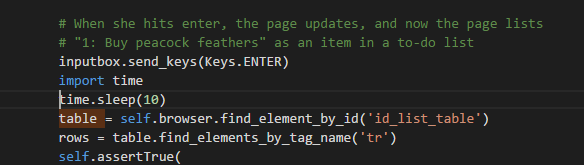 # When she hits enter, the page updates, and now the page lists
# "1: Buy peacock feathers" as an item in a to-do list
inputbox.send_keys(Keys.ENTER)
import time
time.sleep(10)
table = self.browser.find_element_by_id('id_list_table')
rows = table.find_elements_by_tag_name('tr')
self.assertTrue(